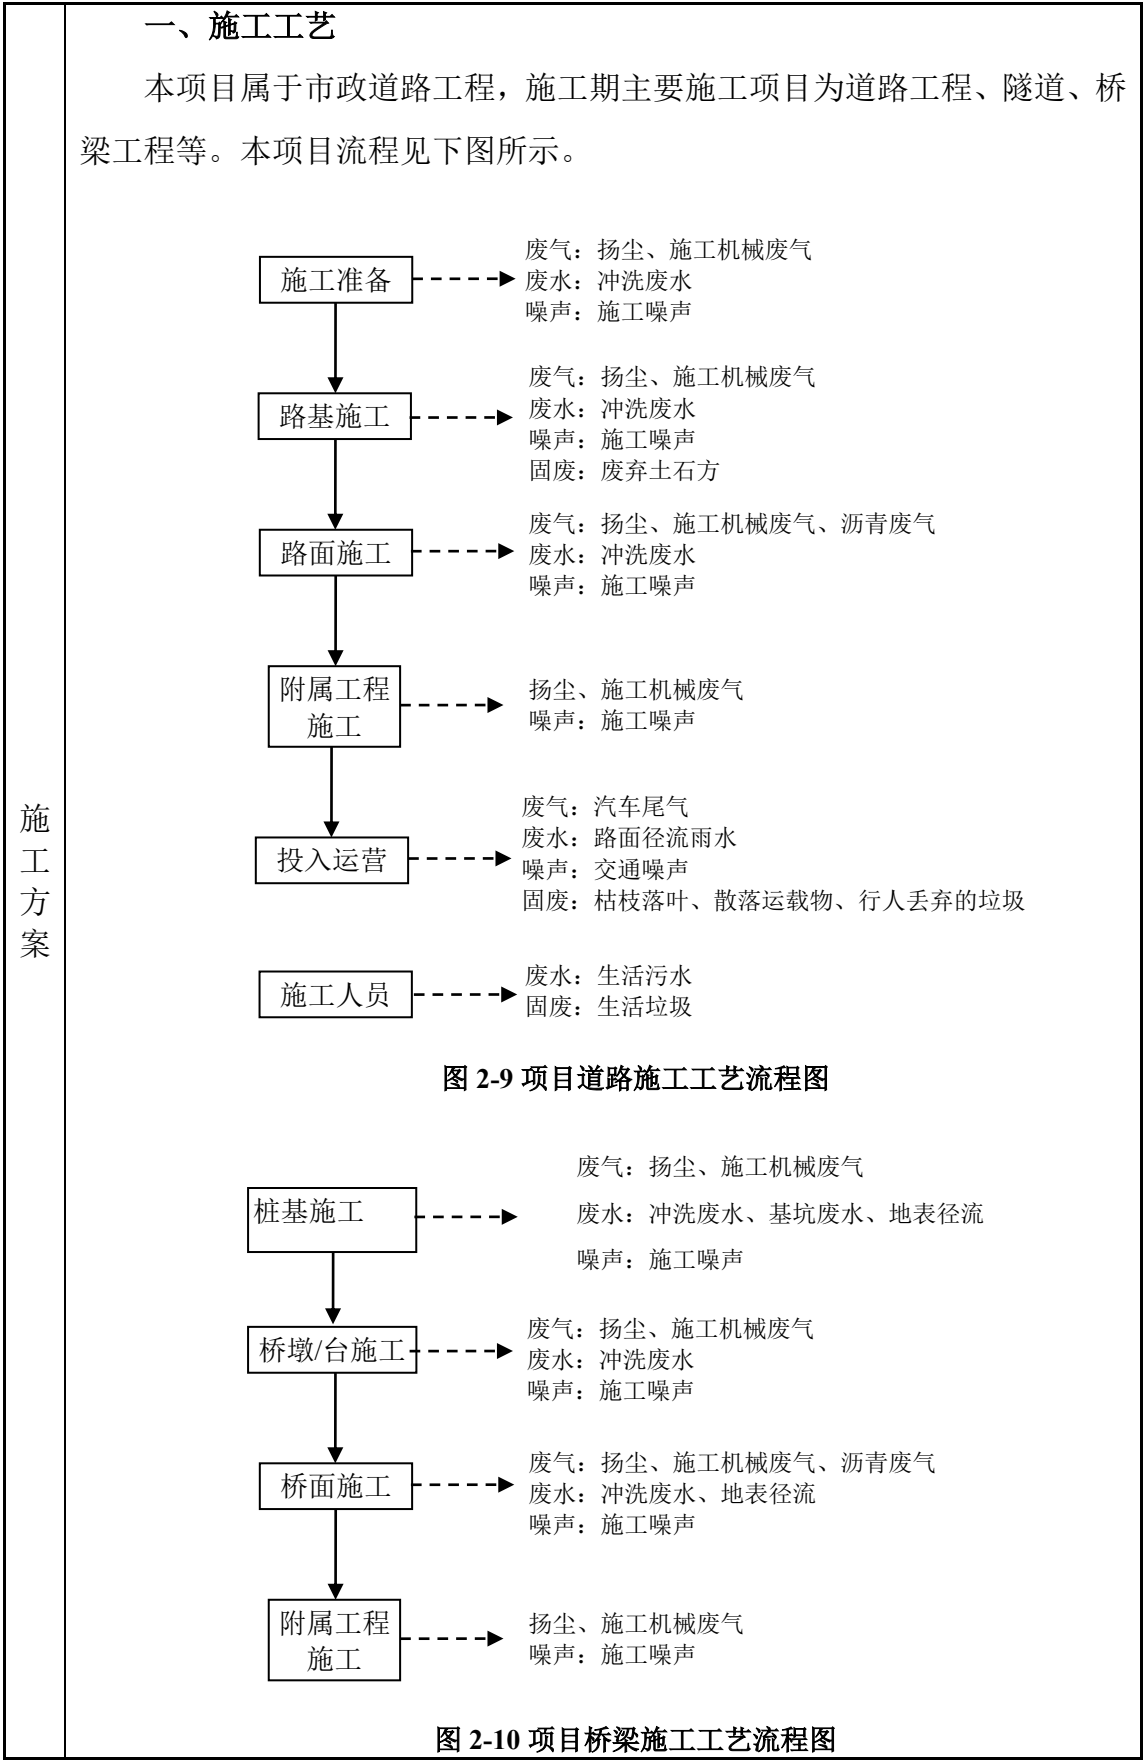 一、施工工艺
本项目属于市政道路工程，施工期主要施工项目为道路工程、隧道、桥
梁工程等。本项目流程见下图所示。
施工准备
废气：扬尘、施工机械废气
废水：冲洗废水
噪声：施工噪声
路基施工
废气：扬尘、施工机械废气
废水：冲洗废水
噪声：施工噪声
固废：废弃土石方
路面施工
废气：扬尘、施工机械废气、沥青废气
废水：冲洗废水
噪声：施工噪声
附属工程
施工
扬尘、施工机械废气
噪声：施工噪声
投入运营
废气：汽车尾气
废水：路面径流雨水
噪声：交通噪声
固废：枯枝落叶、散落运载物、行人丢弃的垃圾
施工人员
废水：生活污水
固废：生活垃圾
图 2-9 项目道路施工工艺流程图
桩基施工
废气：扬尘、施工机械废气
废水：冲洗废水、基坑废水、地表径流
噪声：施工噪声
桥墩/台施工
废气：扬尘、施工机械废气
废水：冲洗废水
噪声：施工噪声
桥面施工
废气：扬尘、施工机械废气、沥青废气
废水：冲洗废水、地表径流
噪声：施工噪声
附属工程
施工
扬尘、施工机械废气
噪声：施工噪声
图 2-10 项目桥梁施工工艺流程图
施
工
方
案